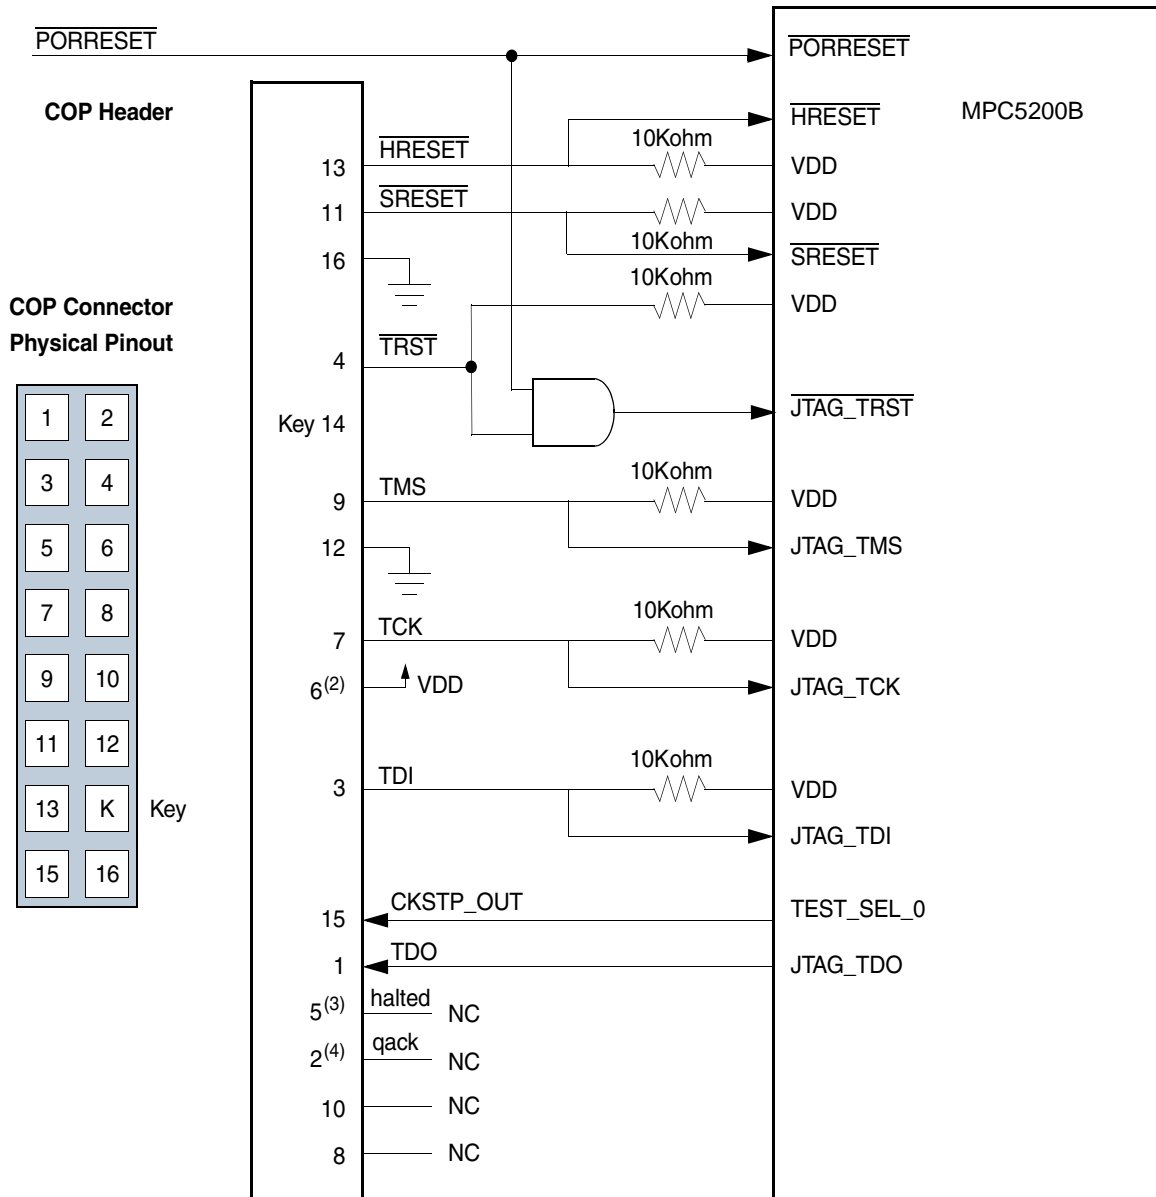 PORRESET
PORRESET
COP Header
HRESET
MPC5200B
10Kohm
13
HRESET
VDD
11
SRESET
VDD
10Kohm
SRESET
16
10Kohm
VDD
COP Connector
Physical Pinout
4
TRST
JTAG_TRST
Key 14
10Kohm
9
TMS
VDD
12
JTAG_TMS
10Kohm
7
TCK
VDD
6(2)
VDD
JTAG_TCK
10Kohm
3
TDI
VDD
JTAG_TDI
15
CKSTP_OUT
TEST_SEL_0
1
TDO
JTAG_TDO
5(3)
halted
NC
2(4)
qack
NC
10
NC
8
NC
1 2
3 4
5 6
7 8
9 10
11 12
13 K Key
15 16